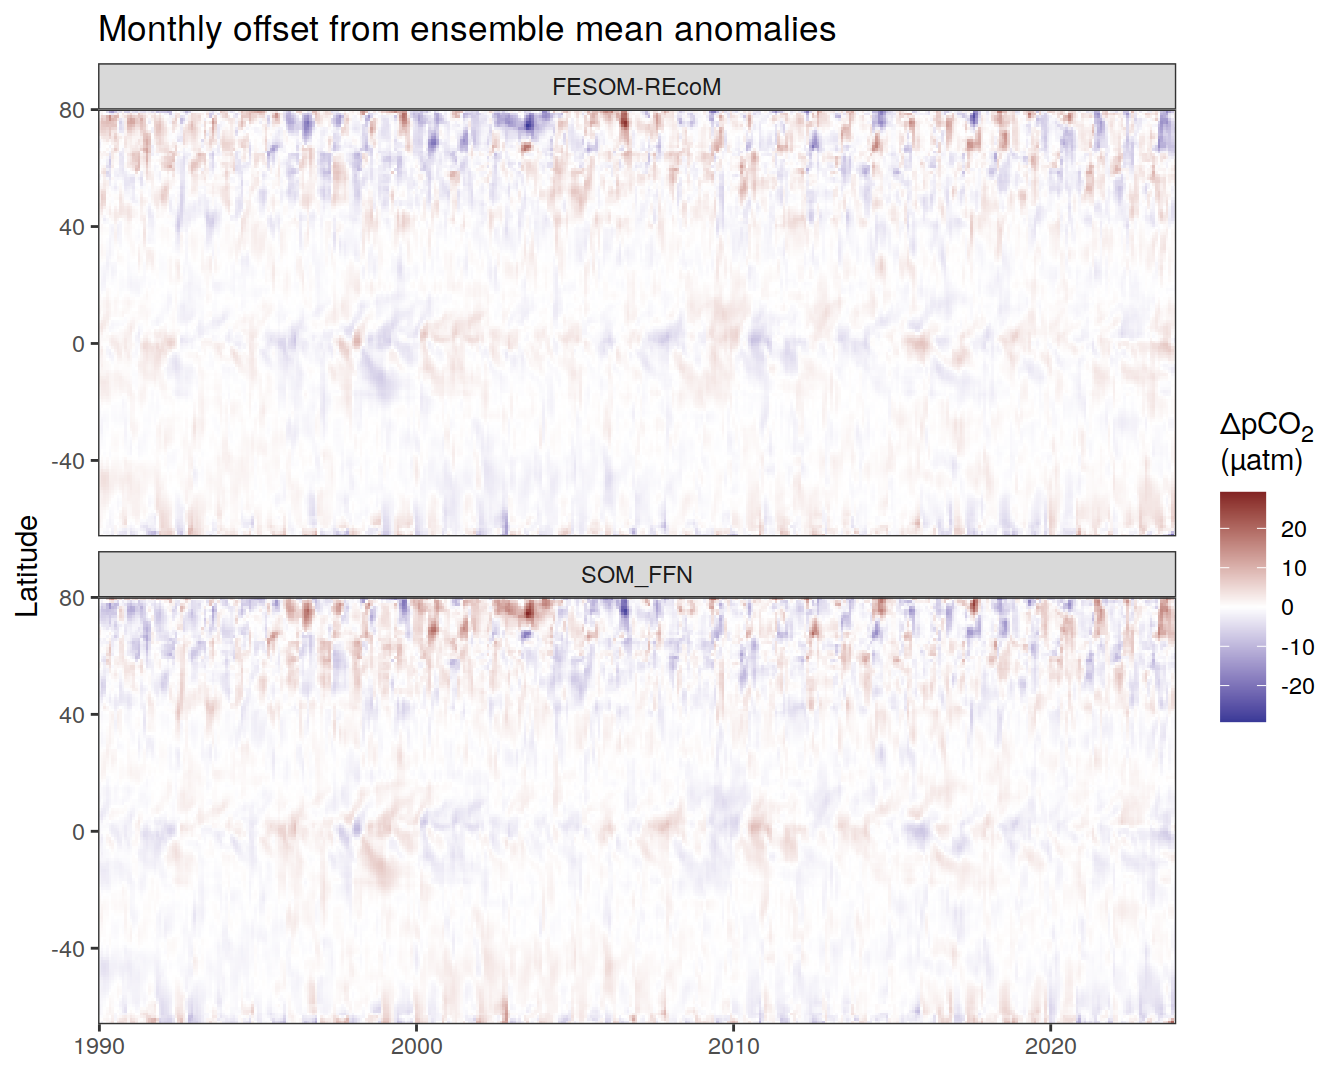 Monthly offset from ensemble mean anomalies
FESOM-REcoM
80
40
0
-40
SOM_FFN
80
40
0
-40
1990
2000
2010
2020
Latitude
ΔpCO₂
(µatm)
20
10
0
-10
-20